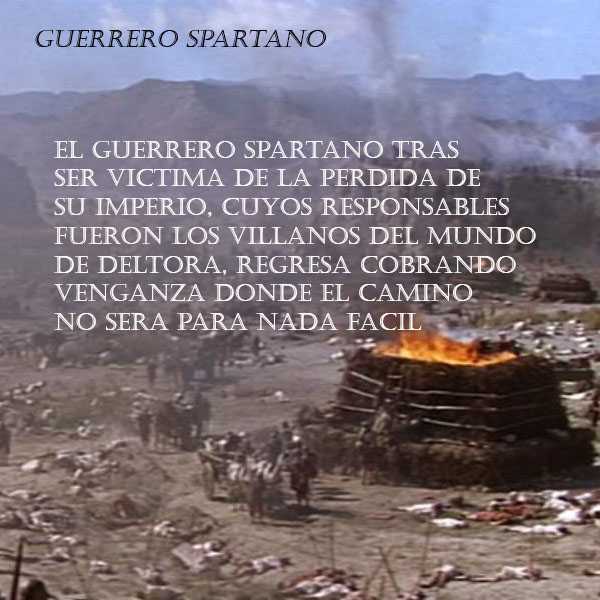 GUERRERO SPARTANO
EL GUERRERO SPARTANO TRAS
SER VICTIMA DE LA PERDIDA DE
SU IMPERIO, CUYOS RESPONSABLES
FUERON LOS VILLANOS DEL MUNDO
DE DELTORA, REGRESA COBRANDO
VENGANZA DONDE EL CAMINO
NO SERA PARA NADA FACIL